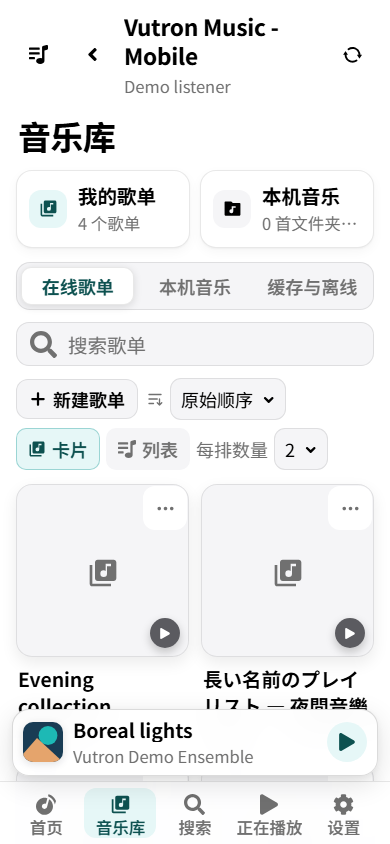 Vutron Music -
Mobile
Demo listener
音乐库
我的歌单
4 个歌单
本机音乐
0 首文件夹…
在线歌单 本机音乐 缓存与离线
搜索歌单
新建歌单 原始顺序
卡片 列表 每排数量 2
Evening
collection
長い名前のプレイ
リスト — 夜間音樂
Boreal lights
Vutron Demo Ensemble
首页 音乐库 搜索 正在播放 设置